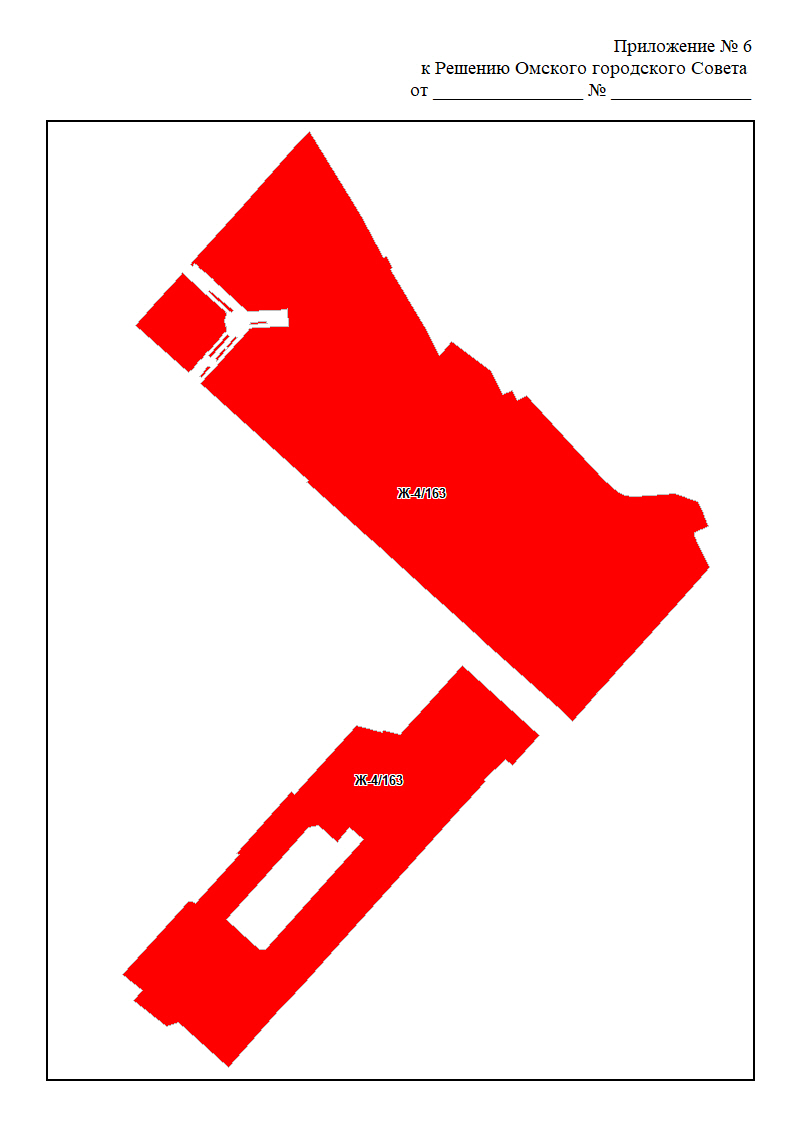 Приложение № 6
к Решению Омского городского Совета
от ________________ № _______________
Ж-4/163
Ж-4/163